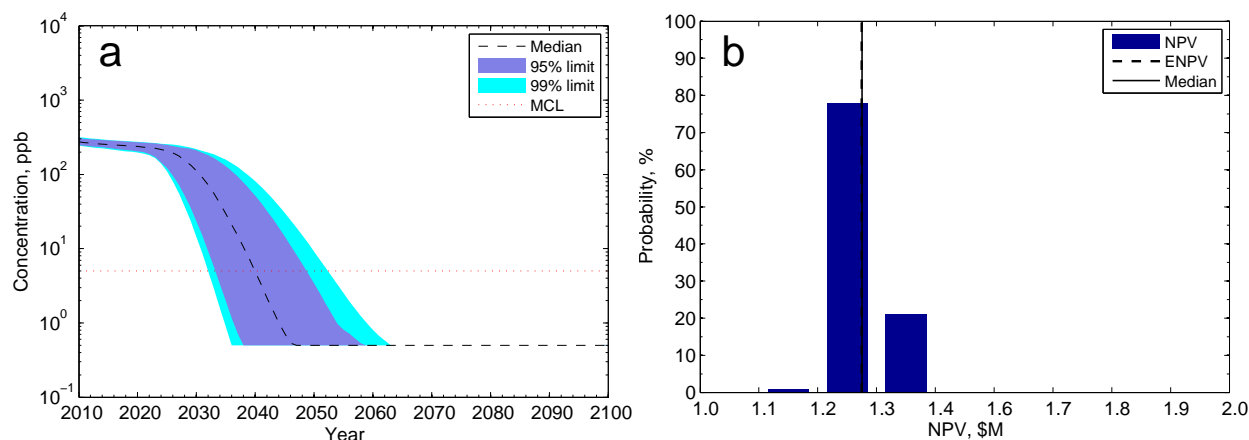 a
10^4
10^3
10^2
10^1
10^0
10^-1
Concentration, ppb
Median
95% limit
99% limit
MCL
2010 2020 2030 2040 2050 2060 2070 2080 2090 2100
Year
b
100
90
80
70
60
50
40
30
20
10
0
Probability, %
NPV
ENPV
Median
1.0 1.1 1.2 1.3 1.4 1.5 1.6 1.7 1.8 1.9 2.0
NPV, $M